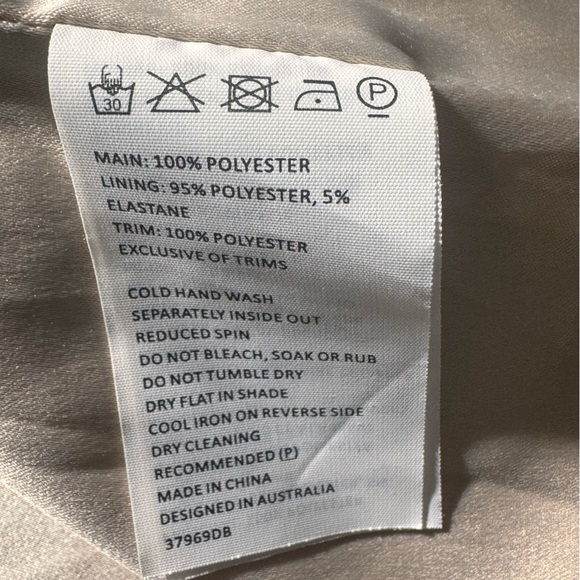 30 P
MAIN: 100% POLYESTER
LINING: 95% POLYESTER, 5%
ELASTANE
TRIM: 100% POLYESTER
EXCLUSIVE OF TRIMS
COLD HAND WASH
SEPARATELY INSIDE OUT
REDUCED SPIN
DO NOT BLEACH, SOAK OR RUB
DO NOT TUMBLE DRY
DRY FLAT IN SHADE
COOL IRON ON REVERSE SIDE
DRY CLEANING
RECOMMENDED (P)
MADE IN CHINA
DESIGNED IN AUSTRALIA
37969DB